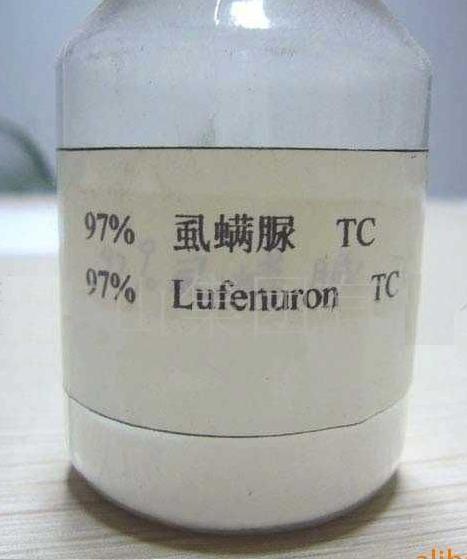 97% 虱螨脲 TC
97% Lufenuron TC